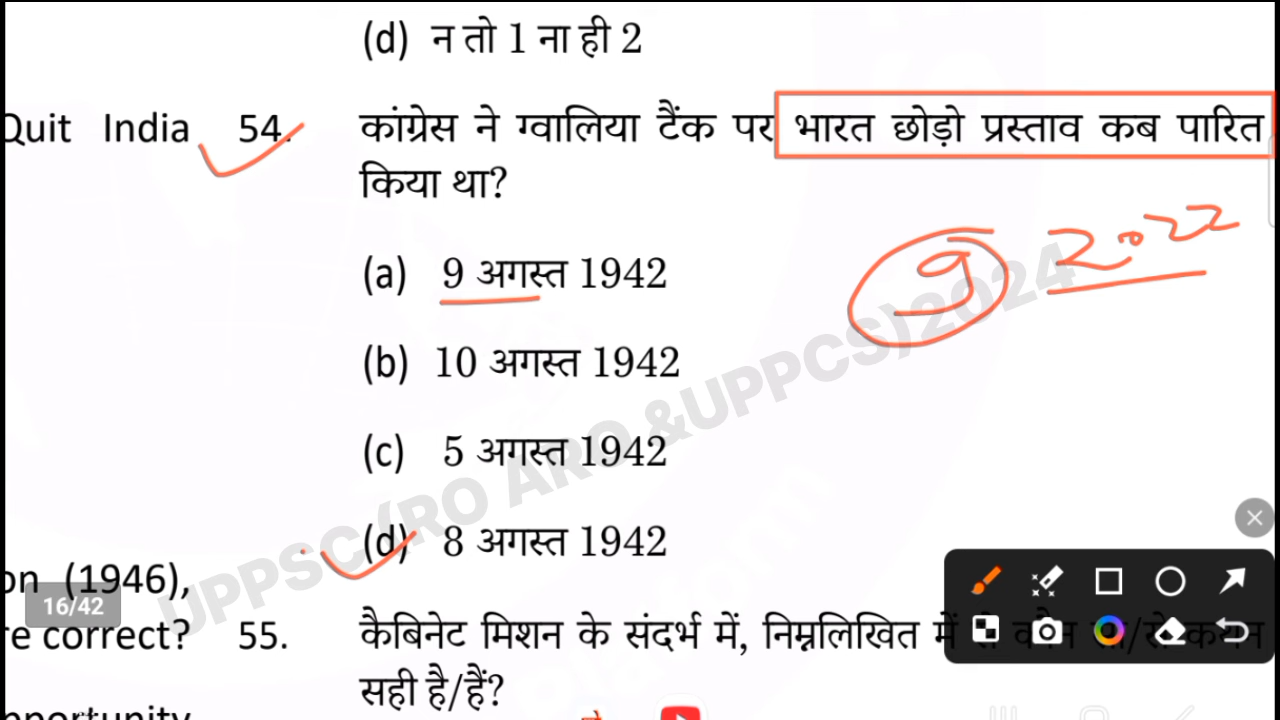 (d) न तो 1 ना ही 2
Quit India 54. कांग्रेस ने ग्वालिया टैंक पर भारत छोड़ो प्रस्ताव कब पारित
किया था?
2022
9
(a) 9 अगस्त 1942
(b) 10 अगस्त 1942
(c) 5 अगस्त 1942
(d) 8 अगस्त 1942
UPPSC(RO ARO &UPPCS)2024
on (1946),
16/42
re correct? 55. कैबिनेट मिशन के संदर्भ में, निम्नलिखित में से कौन सा/से कथन
सही है/हैं?
pportunity